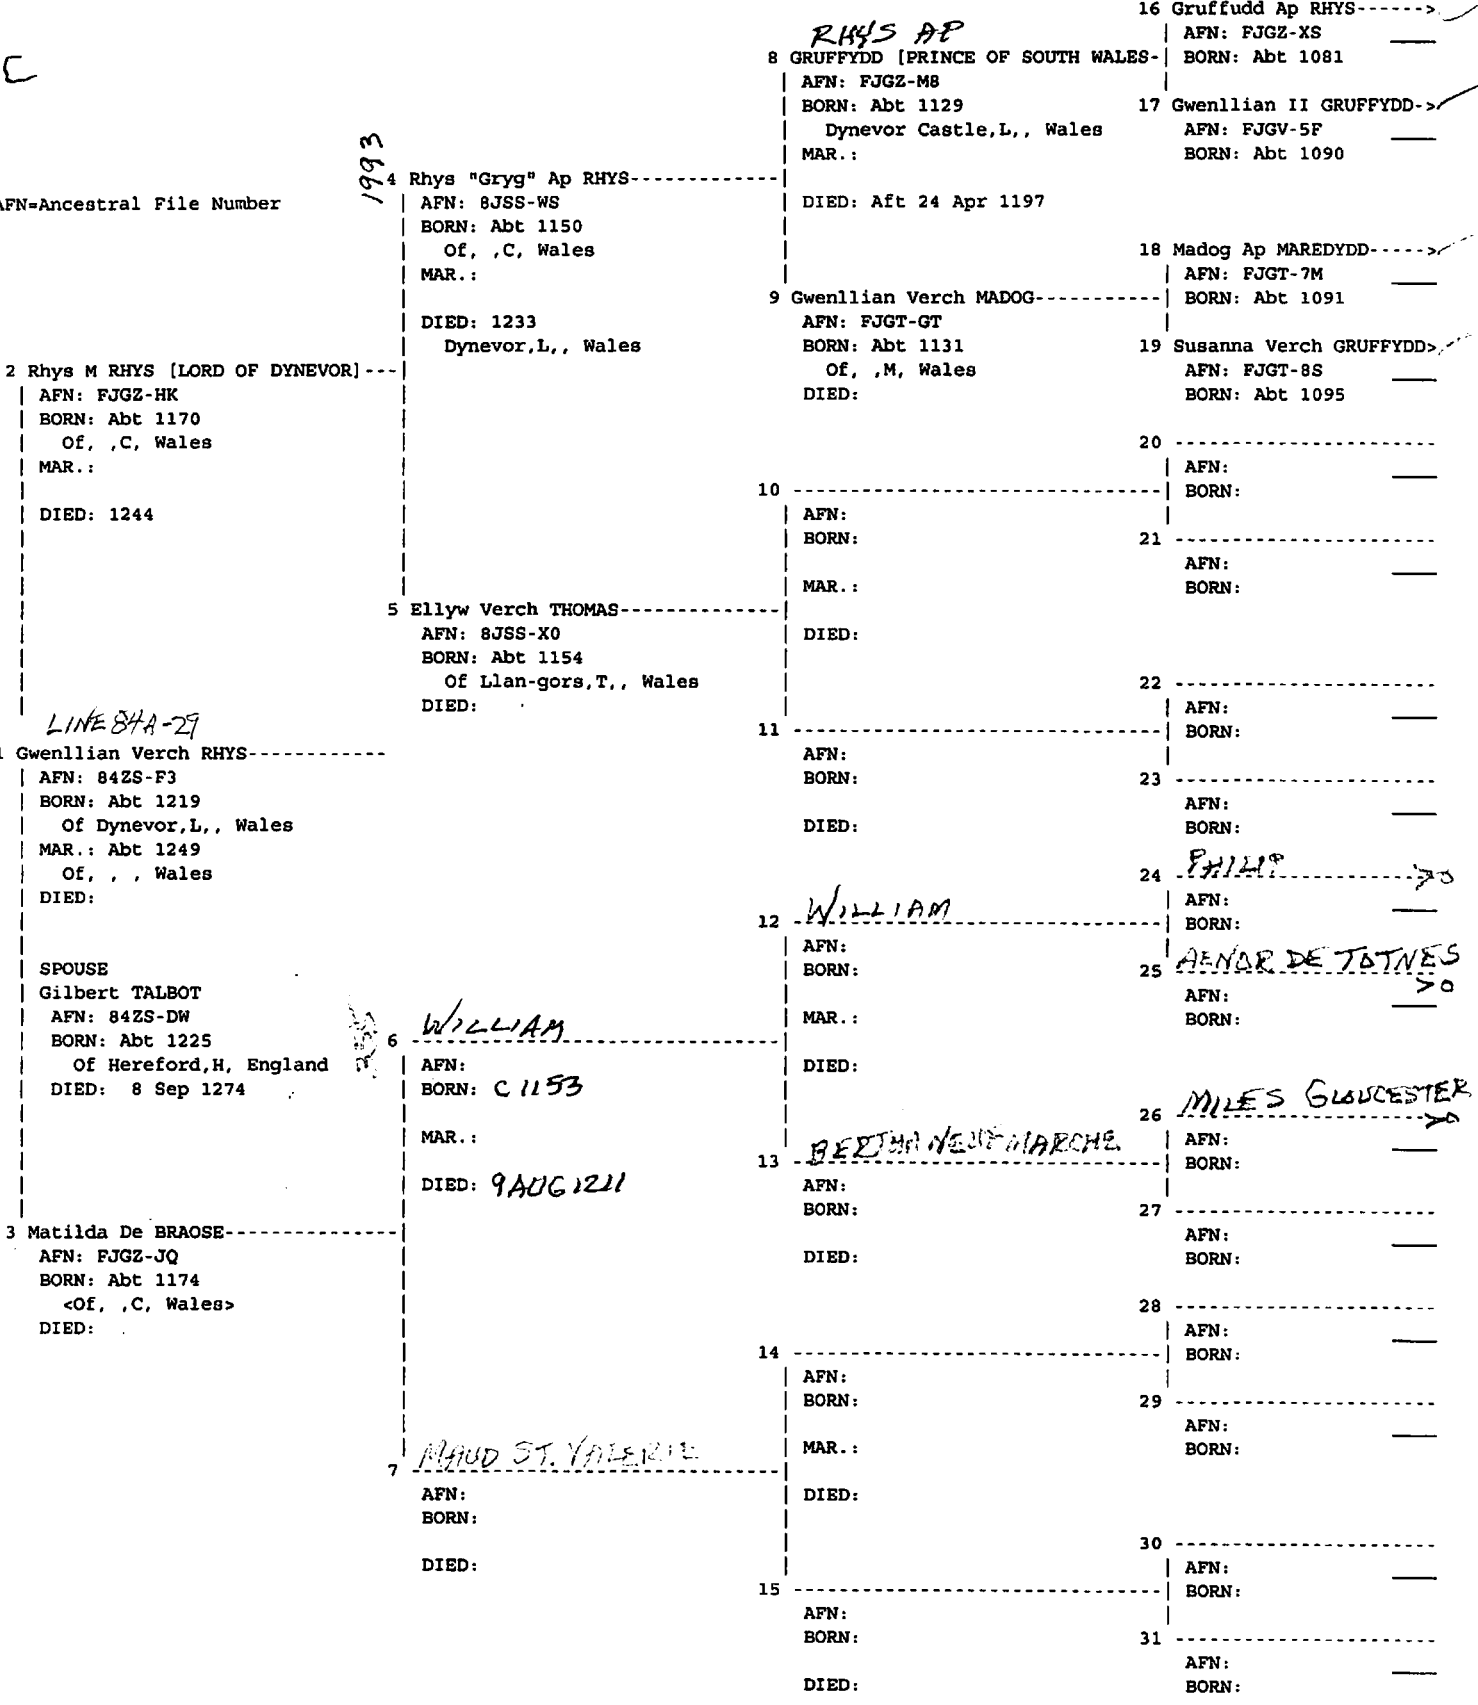 C
AFN=Ancestral File Number
1993
2 Rhys M RHYS [LORD OF DYNEVOR]---
AFN: FJGZ-HK
BORN: Abt 1170
Of, ,C, Wales
MAR.:
DIED: 1244
LINE 84A-29
1 Gwenllian Verch RHYS------------
AFN: 84ZS-F3
BORN: Abt 1219
Of Dynevor,L,, Wales
MAR.: Abt 1249
Of, , , Wales
DIED:
SPOUSE
Gilbert TALBOT
AFN: 84ZS-DW
BORN: Abt 1225
Of Hereford,H, England
DIED: 8 Sep 1274
3 Matilda De BRAOSE---------------
AFN: FJGZ-JQ
BORN: Abt 1174
<Of, ,C, Wales>
DIED:
4 Rhys "Gryg" Ap RHYS-------------
AFN: 8JSS-WS
BORN: Abt 1150
Of, ,C, Wales
MAR.:
DIED: 1233
Dynevor,L,, Wales
5 Ellyw Verch THOMAS--------------
AFN: 8JSS-X0
BORN: Abt 1154
Of Llan-gors,T,, Wales
DIED:
6 WILLIAM
AFN:
BORN: C 1153
MAR.:
DIED: 9 AUG 1211
7 MAUD ST. VALERIE
AFN:
BORN:
DIED:
RHYS AP
8 GRUFFYDD [PRINCE OF SOUTH WALES-
AFN: FJGZ-M8
BORN: Abt 1129
Dynevor Castle,L,, Wales
MAR.:
DIED: Aft 24 Apr 1197
9 Gwenllian Verch MADOG-----------
AFN: FJGT-GT
BORN: Abt 1131
Of, ,M, Wales
DIED:
10 -------------------------------
AFN:
BORN:
MAR.:
DIED:
11 -------------------------------
AFN:
BORN:
DIED:
12 WILLIAM
AFN:
BORN:
MAR.:
DIED:
13 BERTHA NEUFMARCHE
AFN:
BORN:
DIED:
14 -------------------------------
AFN:
BORN:
MAR.:
DIED:
15 -------------------------------
AFN:
BORN:
DIED:
16 Gruffudd Ap RHYS------>
AFN: FJGZ-XS
BORN: Abt 1081
17 Gwenllian II GRUFFYDD->
AFN: FJGV-5F
BORN: Abt 1090
18 Madog Ap MAREDYDD----->
AFN: FJGT-7M
BORN: Abt 1091
19 Susanna Verch GRUFFYDD>
AFN: FJGT-8S
BORN: Abt 1095
20 ----------------------
AFN:
BORN:
21 ----------------------
AFN:
BORN:
22 ----------------------
AFN:
BORN:
23 ----------------------
AFN:
BORN:
24 PHILIP >0
AFN:
BORN:
25 AENOR DE TOTNES
>0
AFN:
BORN:
26 MILES GLOUCESTER
>0
AFN:
BORN:
27 ----------------------
AFN:
BORN:
28 ----------------------
AFN:
BORN:
29 ----------------------
AFN:
BORN:
30 ----------------------
AFN:
BORN:
31 ----------------------
AFN:
BORN: